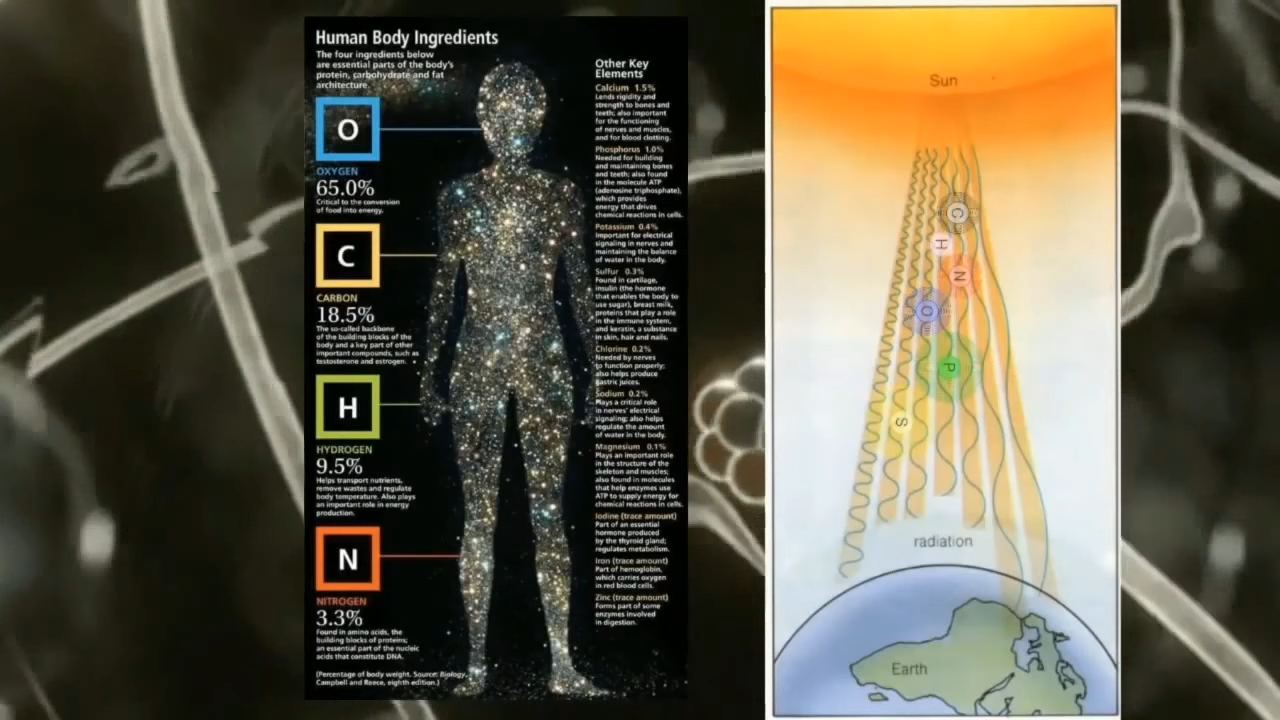 Human Body Ingredients
The four ingredients below
are essential parts of the body's
protein, carbohydrate and fat
architecture.
O
OXYGEN
65.0%
Critical to the conversion
of food into energy.
C
CARBON
18.5%
The so-called backbone
of the building blocks of the
body and a key part of other
important compounds, such as
testosterone and estrogen.
H
HYDROGEN
9.5%
Helps transport nutrients,
remove wastes and regulate
body temperature. Also plays
an important role in energy
production.
N
NITROGEN
3.3%
Found in amino acids, the
building blocks of proteins;
an essential part of the nucleic
acids that constitute DNA.
(Percentage of body weight. Source: Biology,
Campbell and Reece, eighth edition.)
Other Key
Elements
Calcium 1.5%
Lends rigidity and
strength to bones and
teeth; also important
for the functioning
of nerves and muscles,
and for blood clotting.
Phosphorus 1.0%
Needed for building
and maintaining bones
and teeth; also found
in the molecule ATP
(adenosine triphosphate),
which provides
energy that drives
chemical reactions in cells.
Potassium 0.4%
Important for electrical
signaling in nerves and
maintaining the balance
of water in the body.
Sulfur 0.3%
Found in cartilage,
insulin (the hormone
that enables the body to
use sugar), breast milk,
proteins that play a role
in the immune system,
and keratin, a substance
in skin, hair and nails.
Chlorine 0.2%
Needed by nerves
to function properly;
also helps produce
gastric juices.
Sodium 0.2%
Plays a critical role
in nerves' electrical
signaling; also helps
regulate the amount
of water in the body.
Magnesium 0.1%
Plays an important role
in the structure of the
skeleton and muscles;
also found in molecules
that help enzymes use
ATP to supply energy for
chemical reactions in cells.
Iodine (trace amount)
Part of an essential
hormone produced
by the thyroid gland;
regulates metabolism.
Iron (trace amount)
Part of hemoglobin,
which carries oxygen
in red blood cells.
Zinc (trace amount)
Forms part of some
enzymes involved
in digestion.
Sun
C
H
N
O
P
S
radiation
Earth